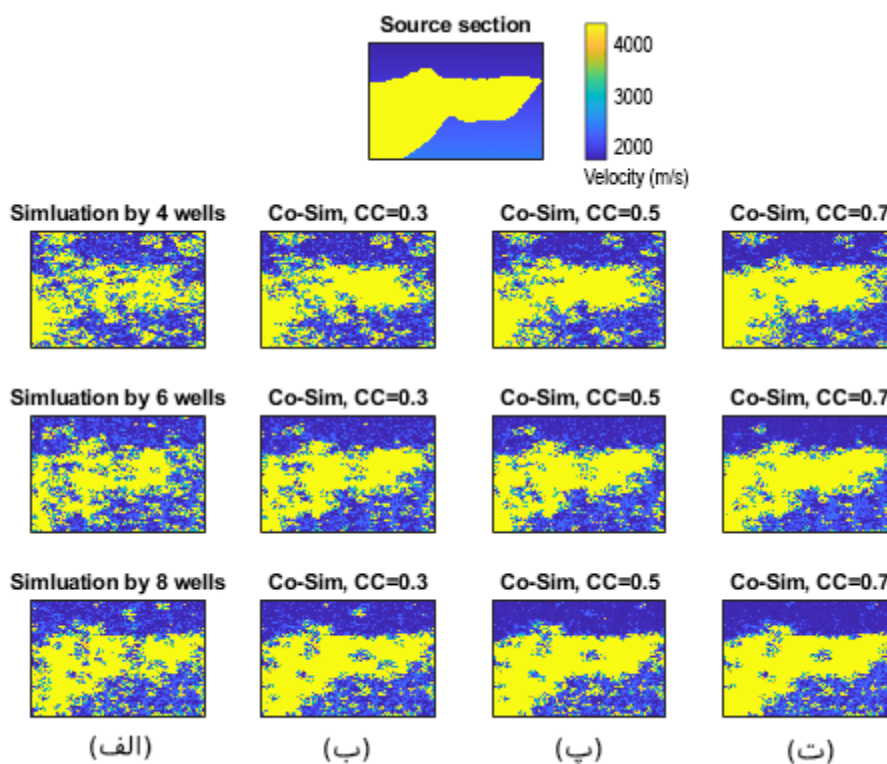 Source section
4000
3000
2000
Velocity (m/s)
Simluation by 4 wells Co-Sim, CC=0.3 Co-Sim, CC=0.5 Co-Sim, CC=0.7
Simluation by 6 wells Co-Sim, CC=0.3 Co-Sim, CC=0.5 Co-Sim, CC=0.7
Simluation by 8 wells Co-Sim, CC=0.3 Co-Sim, CC=0.5 Co-Sim, CC=0.7
(الف) (ب) (پ) (ت)